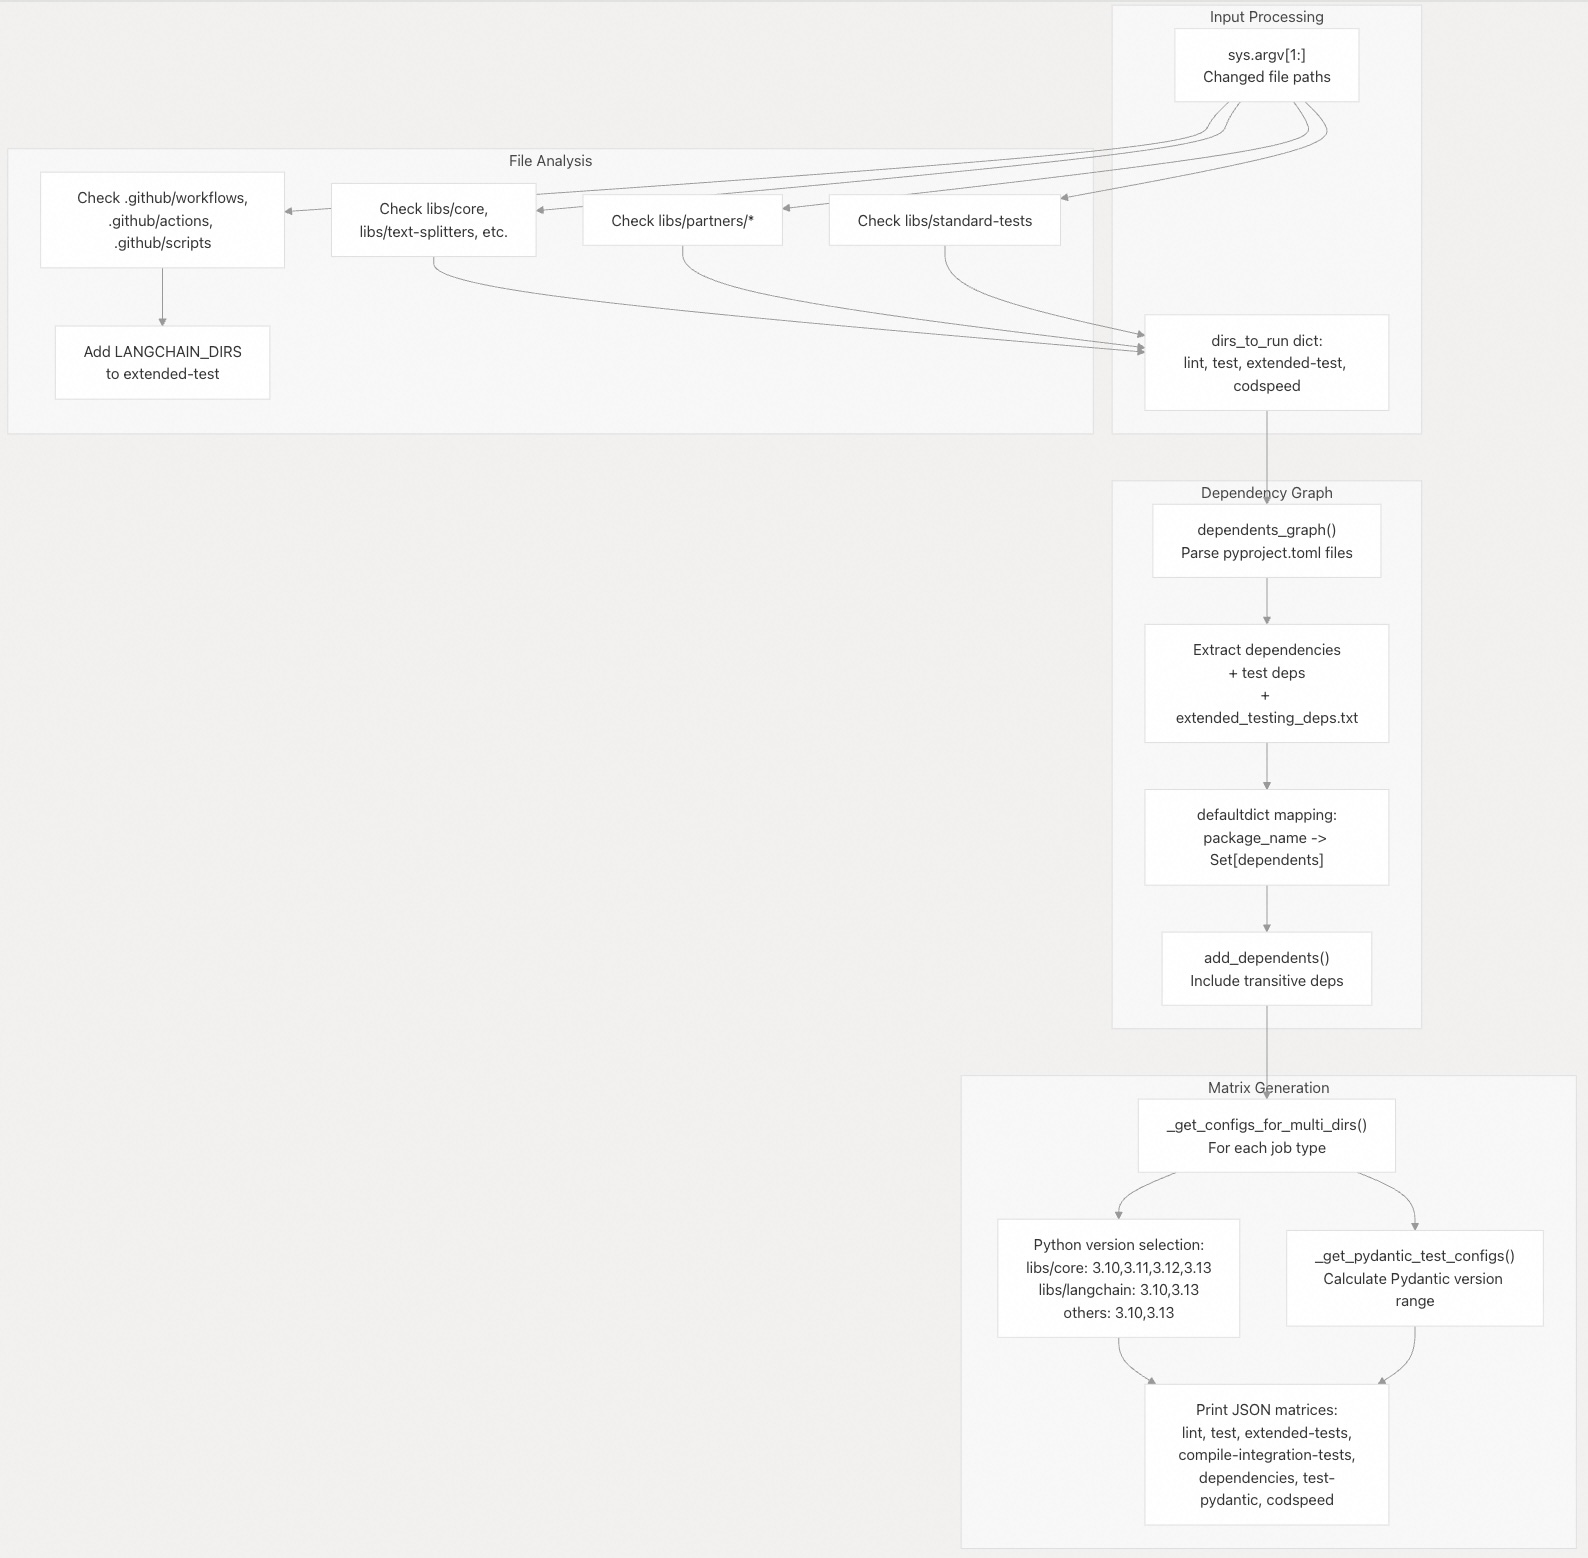 Input Processing
sys.argv[1:]
Changed file paths
File Analysis
Check .github/workflows,
.github/actions,
.github/scripts
Check libs/core,
libs/text-splitters, etc.
Check libs/partners/*
Check libs/standard-tests
Add LANGCHAIN_DIRS
to extended-test
dirs_to_run dict:
lint, test, extended-test,
codspeed
Dependency Graph
dependents_graph()
Parse pyproject.toml files
Extract dependencies
+ test deps
+
extended_testing_deps.txt
defaultdict mapping:
package_name ->
Set[dependents]
add_dependents()
Include transitive deps
Matrix Generation
_get_configs_for_multi_dirs()
For each job type
Python version selection:
libs/core: 3.10,3.11,3.12,3.13
libs/langchain: 3.10,3.13
others: 3.10,3.13
_get_pydantic_test_configs()
Calculate Pydantic version
range
Print JSON matrices:
lint, test, extended-tests,
compile-integration-tests,
dependencies, test-
pydantic, codspeed